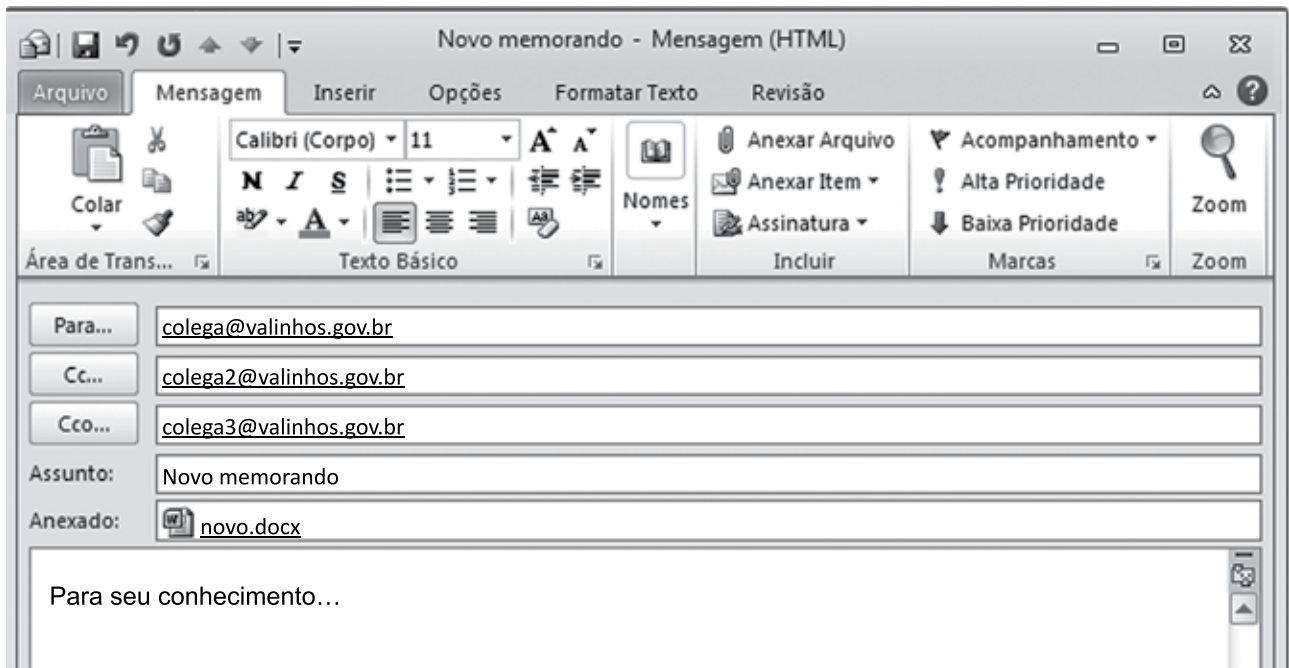 Novo memorando - Mensagem (HTML)
Arquivo Mensagem Inserir Opções Formatar Texto Revisão
Calibri (Corpo) 11 Anexar Arquivo Acompanhamento
N I S Anexar Item Alta Prioridade
Colar Nomes Zoom
Assinatura Baixa Prioridade
Área de Trans... Texto Básico Incluir Marcas Zoom
Para... colega@valinhos.gov.br
Cc... colega2@valinhos.gov.br
Cco... colega3@valinhos.gov.br
Assunto: Novo memorando
Anexado: novo.docx
Para seu conhecimento…